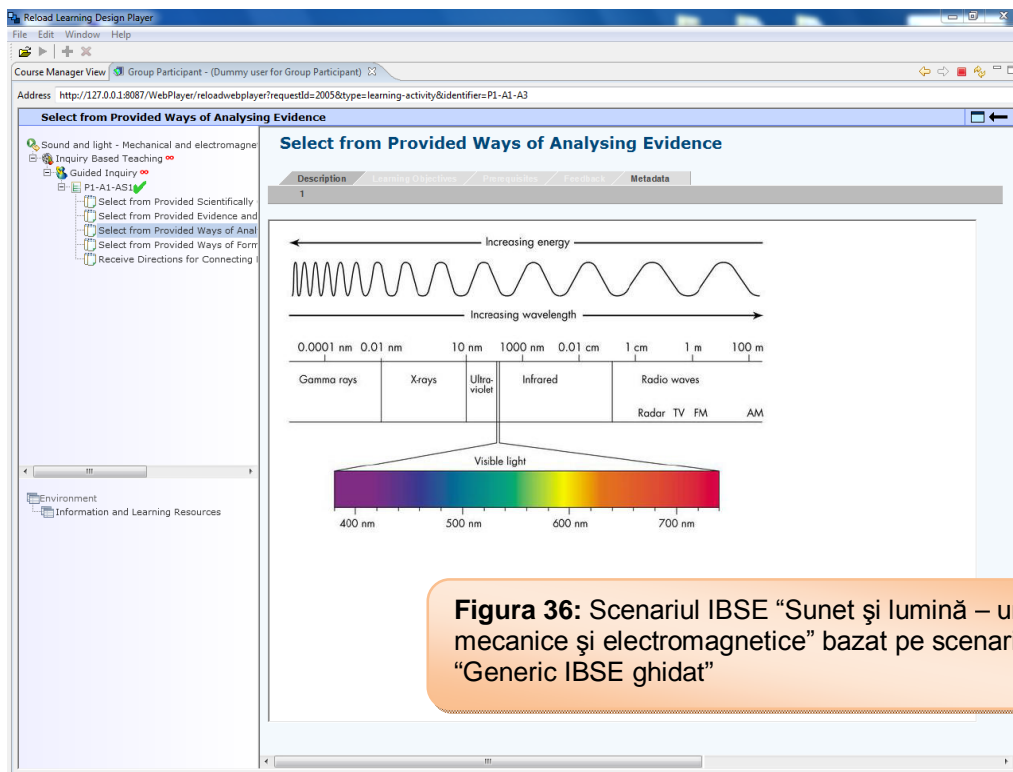 Reload Learning Design Player
File Edit Window Help
Course Manager View Group Participant - (Dummy user for Group Participant)
Address http://127.0.0.1:8087/WebPlayer/reloadwebplayer?requestId=2005&type=learning-activity&identifier=P1-A1-A3
Select from Provided Ways of Analysing Evidence
Sound and light - Mechanical and electromagne
Inquiry Based Teaching
Guided Inquiry
P1-A1-AS1
Select from Provided Scientifically
Select from Provided Evidence and
Select from Provided Ways of Anal
Select from Provided Ways of Form
Receive Directions for Connecting
Environment
Information and Learning Resources
Select from Provided Ways of Analysing Evidence
Description Learning Objectives Prerequisites Feedback Metadata
1
Increasing energy
Increasing wavelength
0.0001 nm 0.01 nm 10 nm 1000 nm 0.01 cm 1 cm 1 m 100 m
Gamma rays X-rays Ultra- Infrared Radio waves
violet
Radar TV FM AM
Visible light
400 nm 500 nm 600 nm 700 nm
Figura 36: Scenariul IBSE “Sunet şi lumină – u
mecanice şi electromagnetice” bazat pe scenar
“Generic IBSE ghidat”